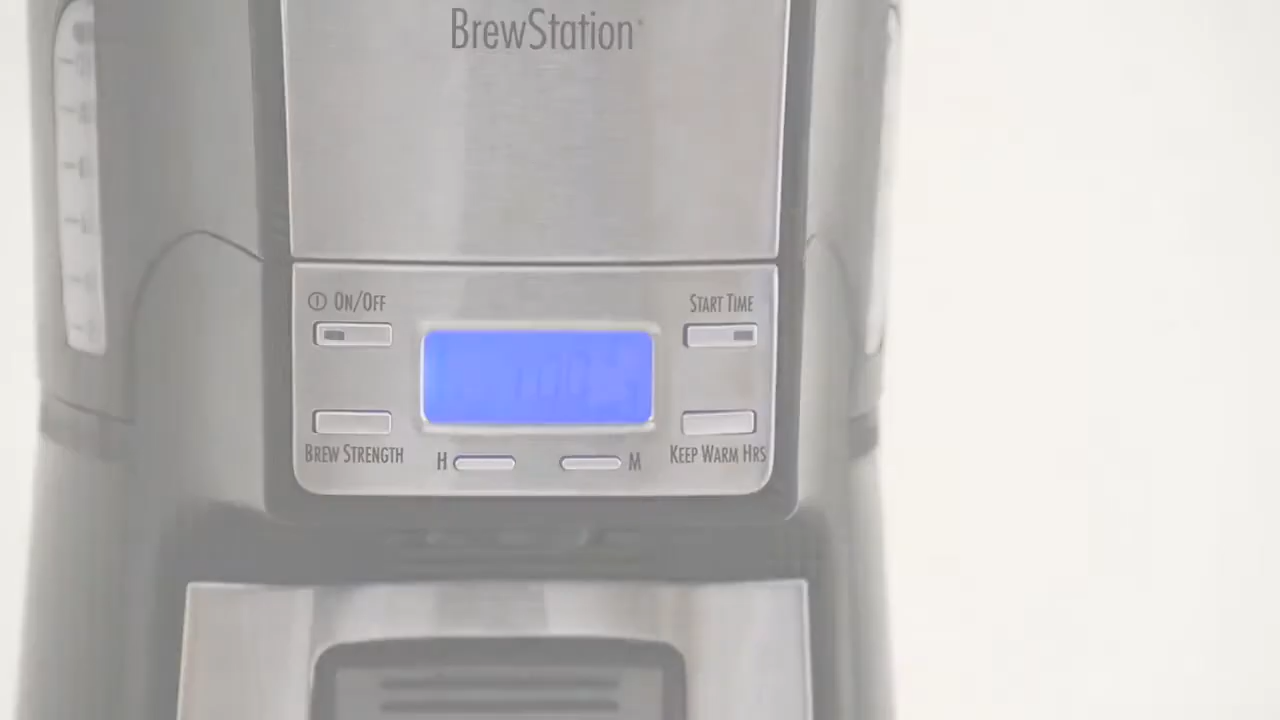 BrewStation
ON/OFF
START TIME
BREW STRENGTH
H
M
KEEP WARM HRS